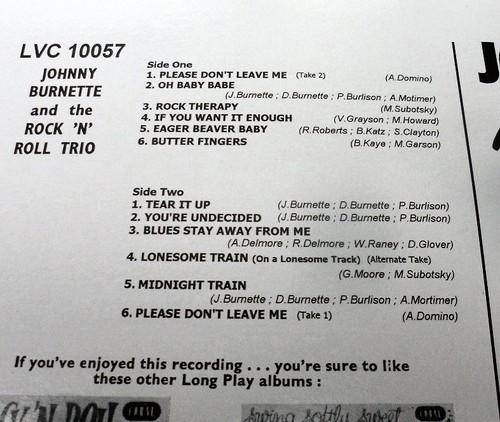 LVC 10057
JOHNNY
BURNETTE
and the
ROCK 'N'
ROLL TRIO
Side One
1. PLEASE DON'T LEAVE ME (Take 2) (A.Domino)
2. OH BABY BABE
(J.Burnette ; D.Burnette ; P.Burlison ; A.Motimer)
3. ROCK THERAPY (M.Subotsky)
4. IF YOU WANT IT ENOUGH (V.Grayson ; M.Howard)
5. EAGER BEAVER BABY (R.Roberts ; B.Katz ; S.Clayton)
6. BUTTER FINGERS (B.Kaye ; M.Garson)
Side Two
1. TEAR IT UP (J.Burnette ; D.Burnette ; P.Burlison)
2. YOU'RE UNDECIDED (J.Burnette ; D.Burnette ; P.Burlison)
3. BLUES STAY AWAY FROM ME
(A.Delmore ; R.Delmore ; W.Raney ; D.Glover)
4. LONESOME TRAIN (On a Lonesome Track) (Alternate Take)
(G.Moore ; M.Subotsky)
5. MIDNIGHT TRAIN
(J.Burnette ; D.Burnette ; P.Burlison ; A.Mortimer)
6. PLEASE DON'T LEAVE ME (Take 1) (A.Domino)
If you've enjoyed this recording . . . you're sure to like
these other Long Play albums :
swing softly sweet